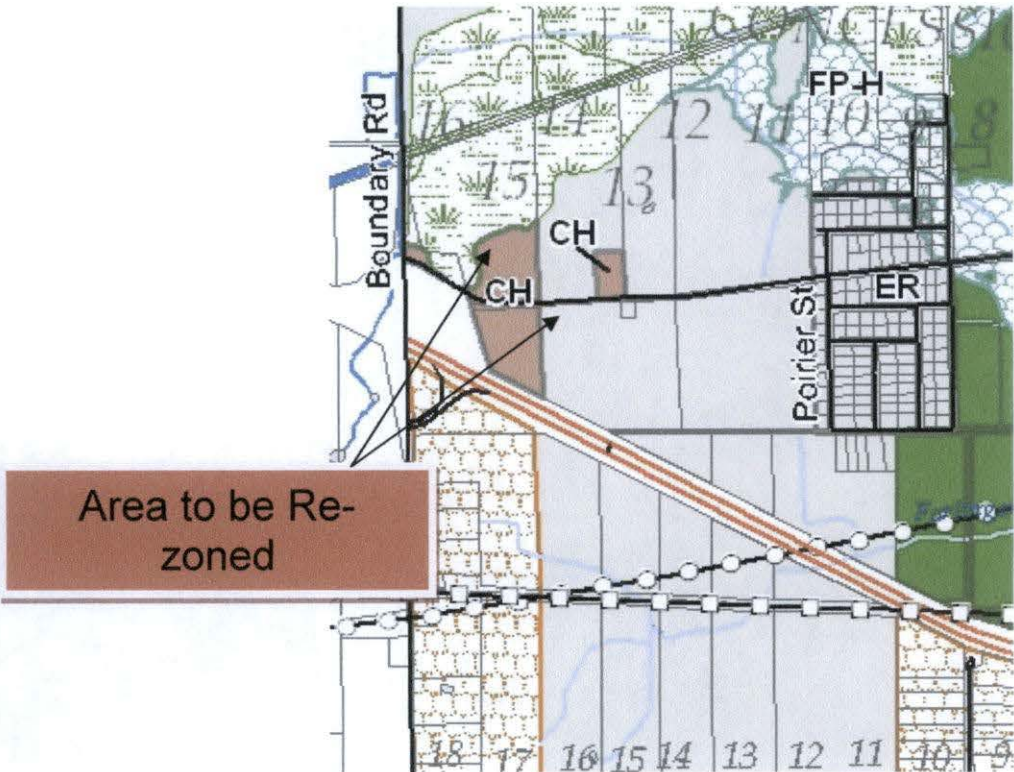 FP-H
16 14 12 11 10 9 8
Boundary Rd
15 13
CH
CH
ER
Poirier St
Area to be Re-
zoned
18 17 16 15 14 13 12 11 10 9